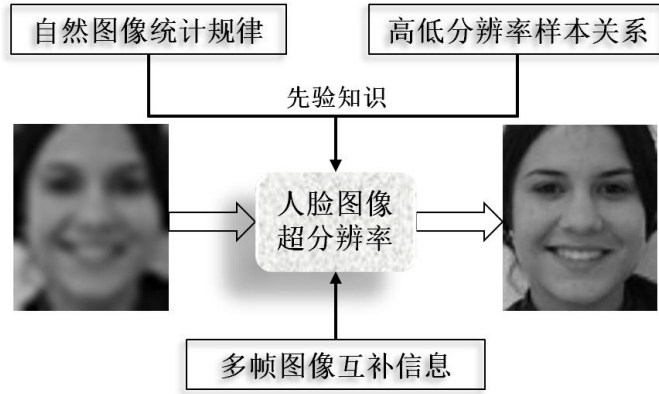 自然图像统计规律
高低分辨率样本关系
先验知识
人脸图像
超分辨率
多帧图像互补信息